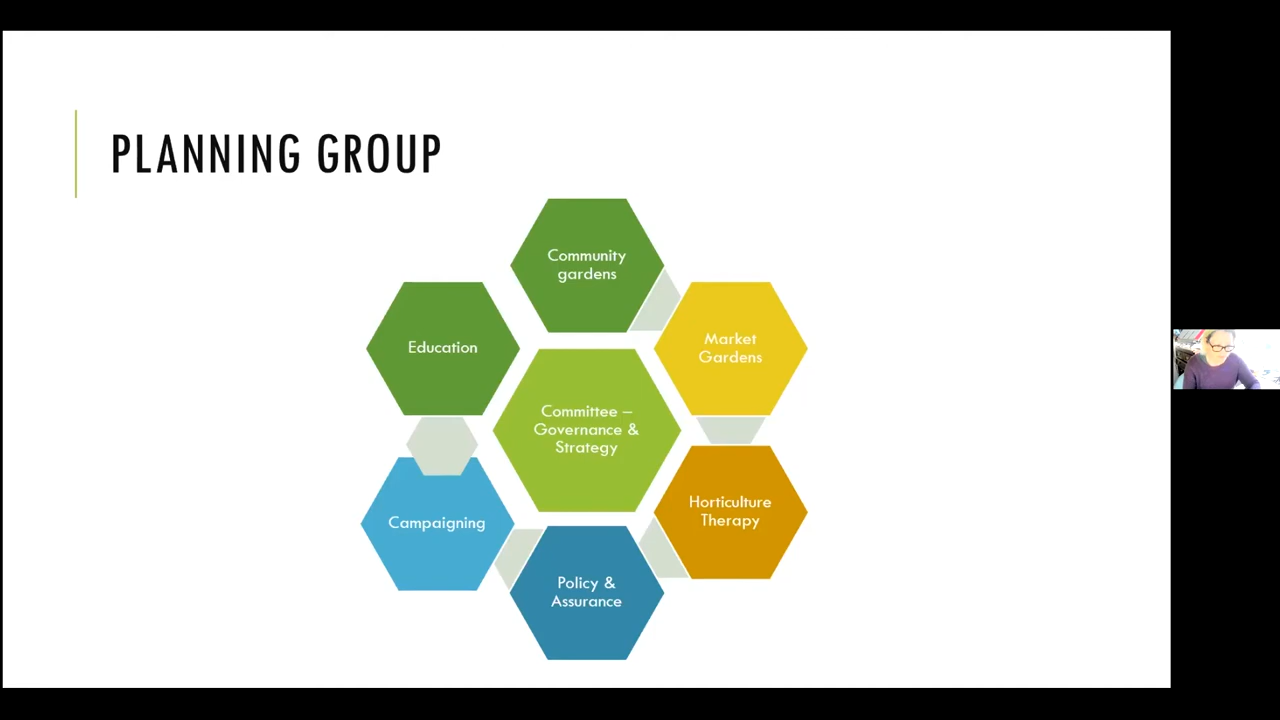 PLANNING GROUP
Community
gardens
Education
Market
Gardens
Committee –
Governance &
Strategy
Horticulture
Therapy
Campaigning
Policy &
Assurance